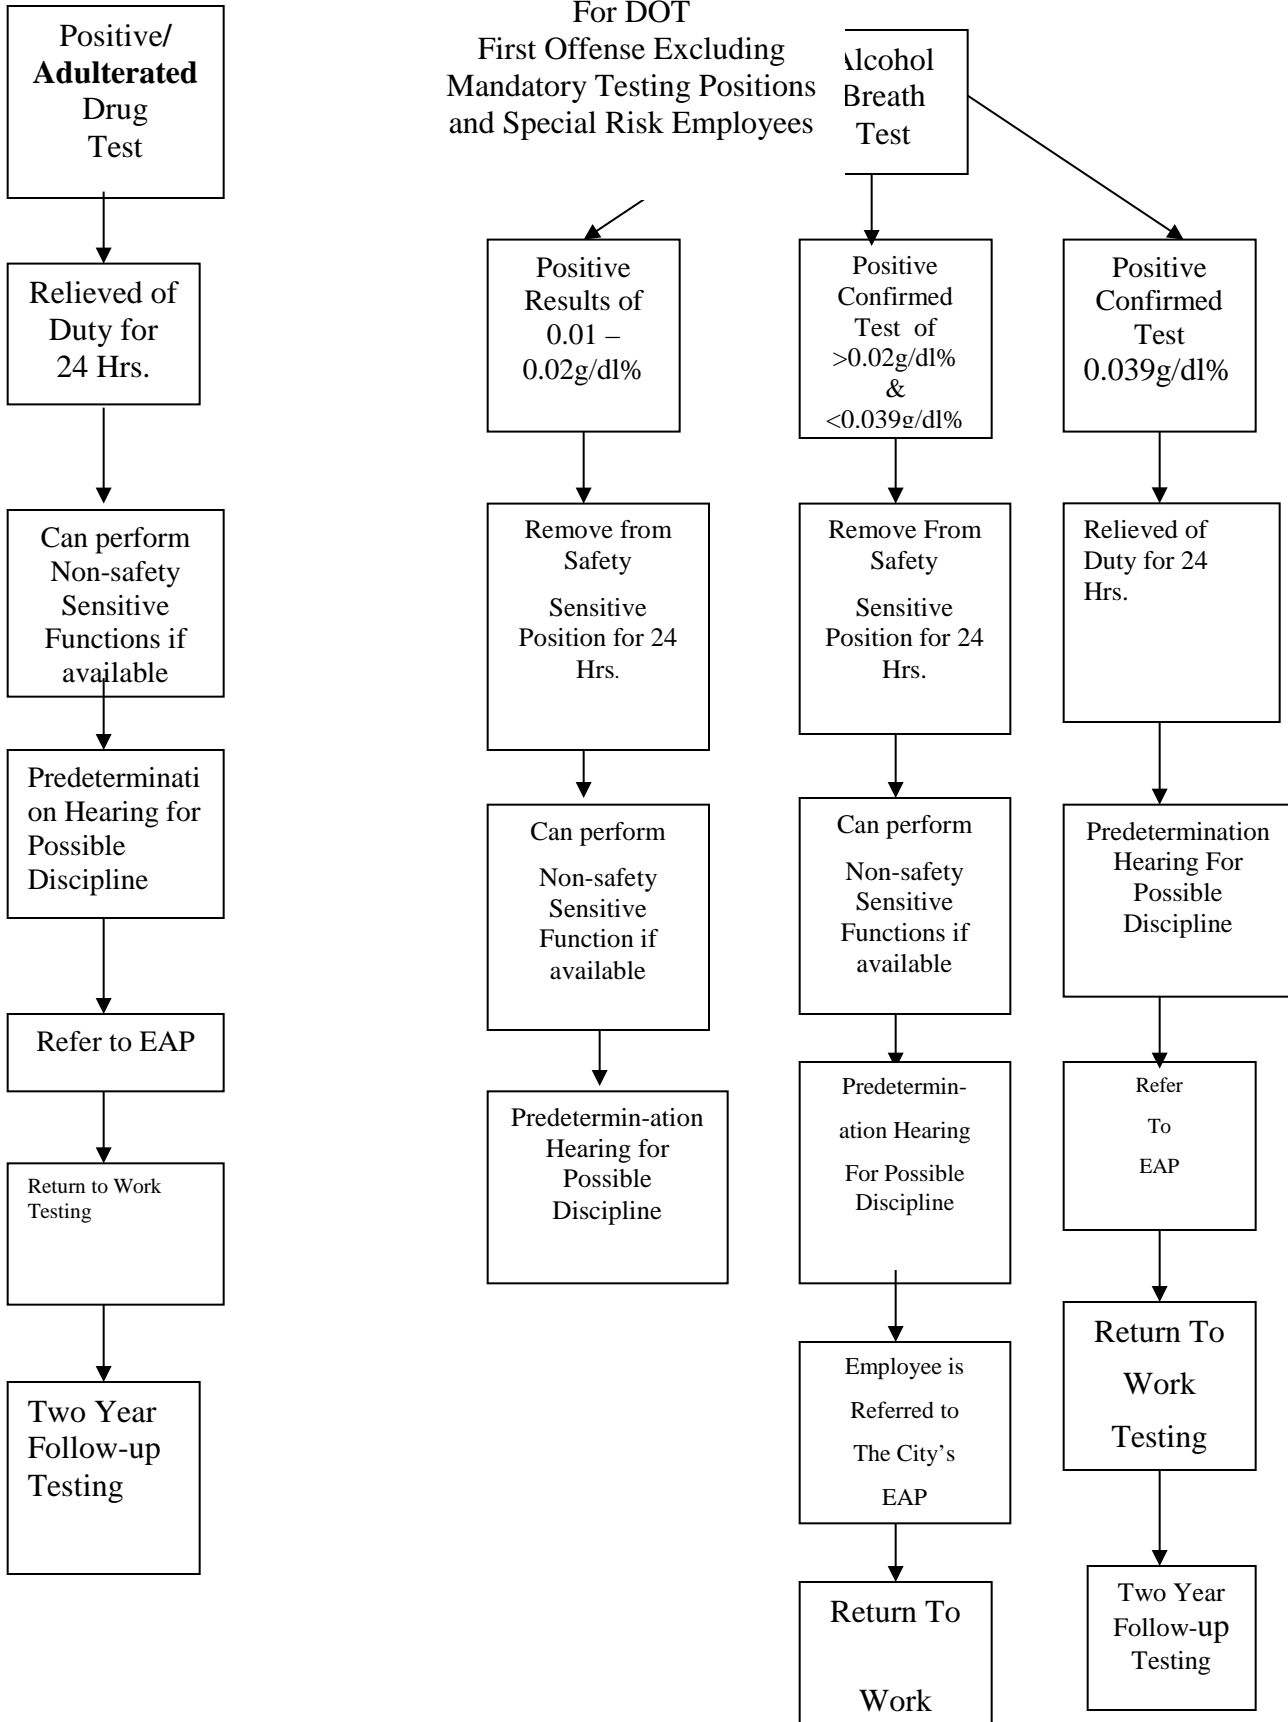 Positive/
Adulterated
Drug
Test
For DOT
First Offense Excluding
Mandatory Testing Positions
and Special Risk Employees
Alcohol
Breath
Test
Relieved of
Duty for
24 Hrs.
Can perform
Non-safety
Sensitive
Functions if
available
Predeterminati
on Hearing for
Possible
Discipline
Refer to EAP
Return to Work
Testing
Two Year
Follow-up
Testing
Positive
Results of
0.01 –
0.02g/dl%
Remove from
Safety
Sensitive
Position for 24
Hrs.
Can perform
Non-safety
Sensitive
Function if
available
Predetermin-ation
Hearing for
Possible
Discipline
Positive
Confirmed
Test of
>0.02g/dl%
&
<0.039g/dl%
Remove From
Safety
Sensitive
Position for 24
Hrs.
Can perform
Non-safety
Sensitive
Functions if
available
Predetermin-
ation Hearing
For Possible
Discipline
Employee is
Referred to
The City’s
EAP
Return To
Work
Positive
Confirmed
Test
0.039g/dl%
Relieved of
Duty for 24
Hrs.
Predetermination
Hearing For
Possible
Discipline
Refer
To
EAP
Return To
Work
Testing
Two Year
Follow-up
Testing